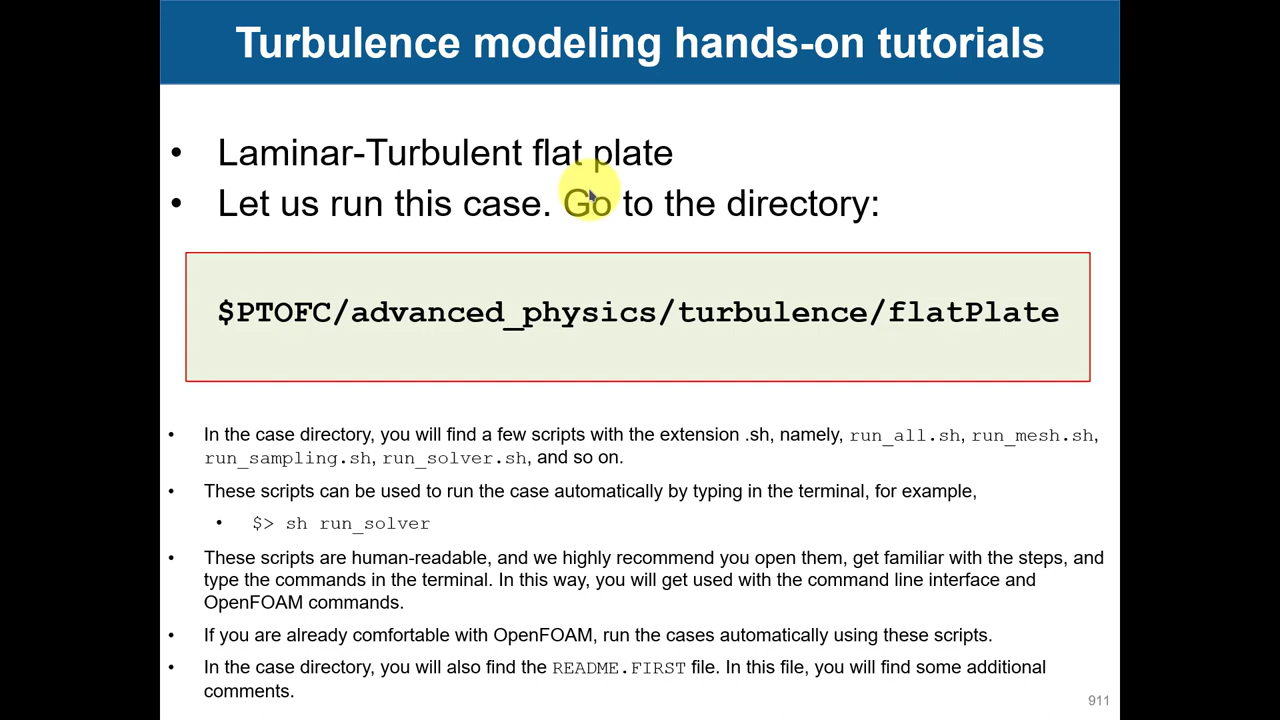 Turbulence modeling hands-on tutorials
• Laminar-Turbulent flat plate
• Let us run this case. Go to the directory:
$PTOFC/advanced_physics/turbulence/flatPlate
• In the case directory, you will find a few scripts with the extension .sh, namely, run_all.sh, run_mesh.sh,
run_sampling.sh, run_solver.sh, and so on.
• These scripts can be used to run the case automatically by typing in the terminal, for example,
• $> sh run_solver
• These scripts are human-readable, and we highly recommend you open them, get familiar with the steps, and
type the commands in the terminal. In this way, you will get used with the command line interface and
OpenFOAM commands.
• If you are already comfortable with OpenFOAM, run the cases automatically using these scripts.
• In the case directory, you will also find the README.FIRST file. In this file, you will find some additional
comments.
911